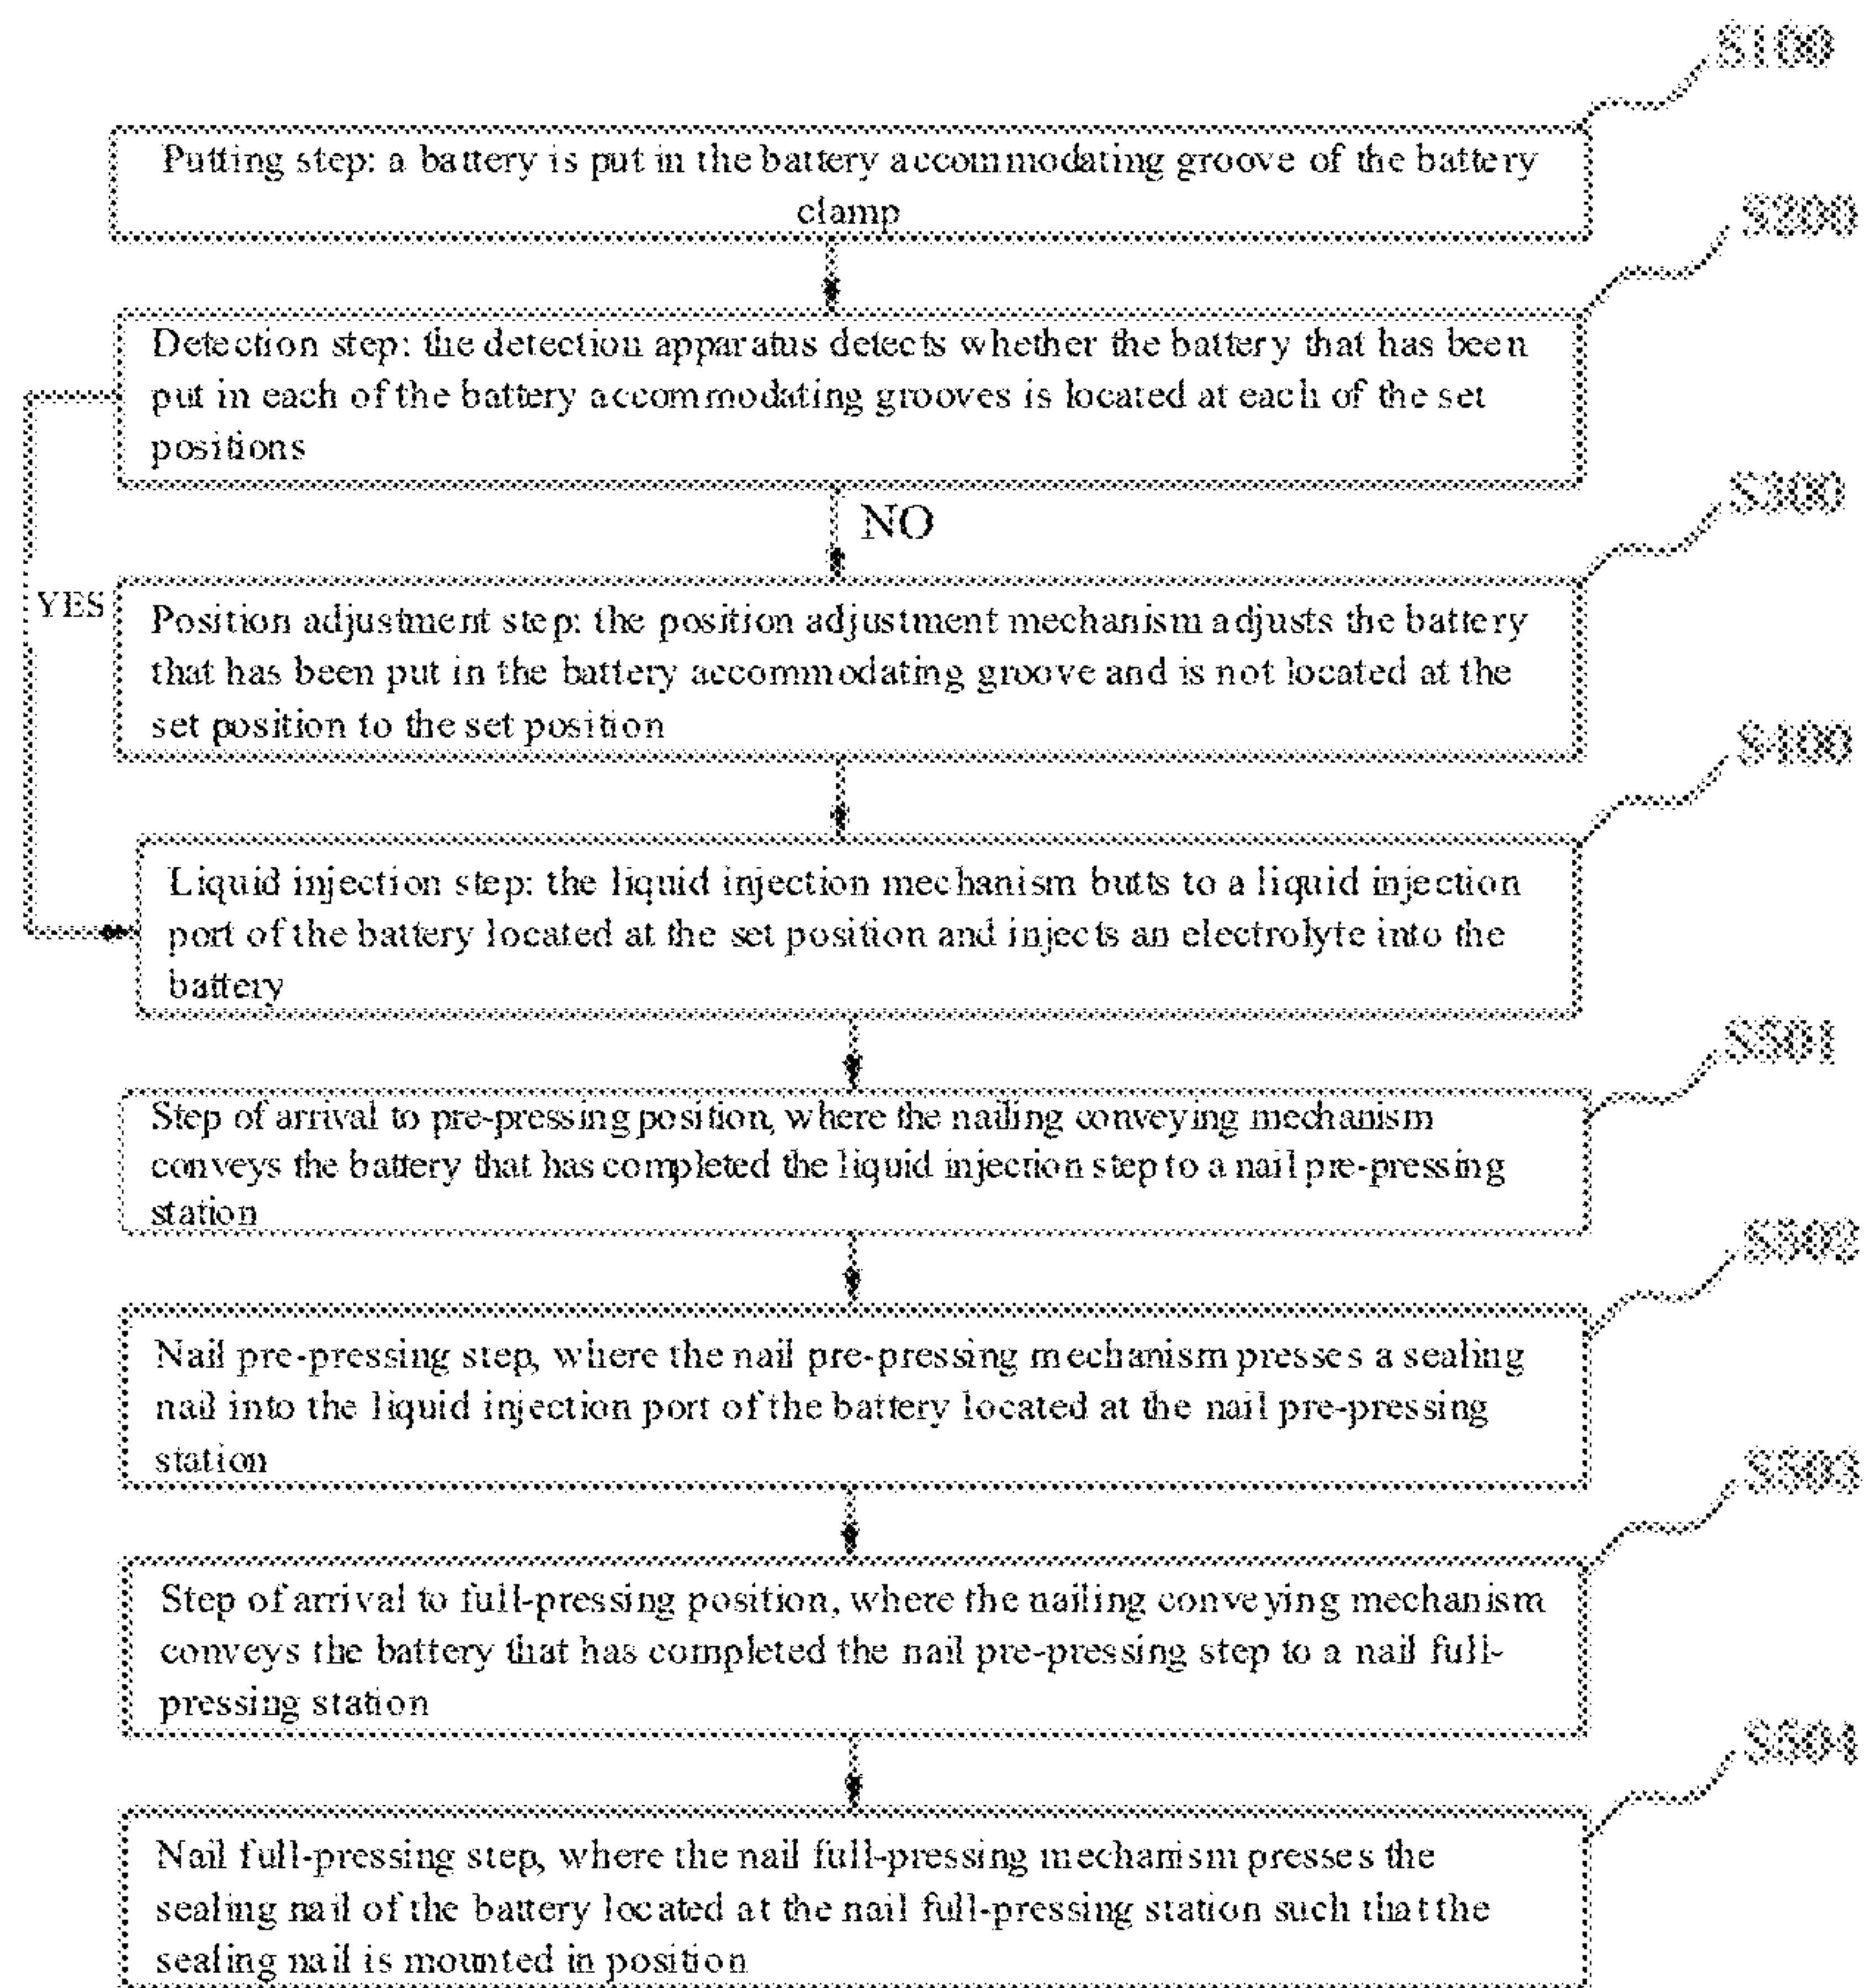 S100
Putting step: a battery is put in the battery accommodating groove of the battery
clamp
S200
Detection step: the detection apparatus detects whether the battery that has been
put in each of the battery accommodating grooves is located at each of the set
positions
S300
NO
YES
Position adjustment step: the position adjustment mechanism adjusts the battery
that has been put in the battery accommodating groove and is not located at the
set position to the set position
S400
Liquid injection step: the liquid injection mechanism butts to a liquid injection
port of the battery located at the set position and injects an electrolyte into the
battery
S501
Step of arrival to pre-pressing position, where the nailing conveying mechanism
conveys the battery that has completed the liquid injection step to a nail pre-pressing
station
S502
Nail pre-pressing step, where the nail pre-pressing mechanism presses a sealing
nail into the liquid injection port of the battery located at the nail pre-pressing
station
S503
Step of arrival to full-pressing position, where the nailing conveying mechanism
conveys the battery that has completed the nail pre-pressing step to a nail full-
pressing station
S504
Nail full-pressing step, where the nail full-pressing mechanism presses the
sealing nail of the battery located at the nail full-pressing station such that the
sealing nail is mounted in position